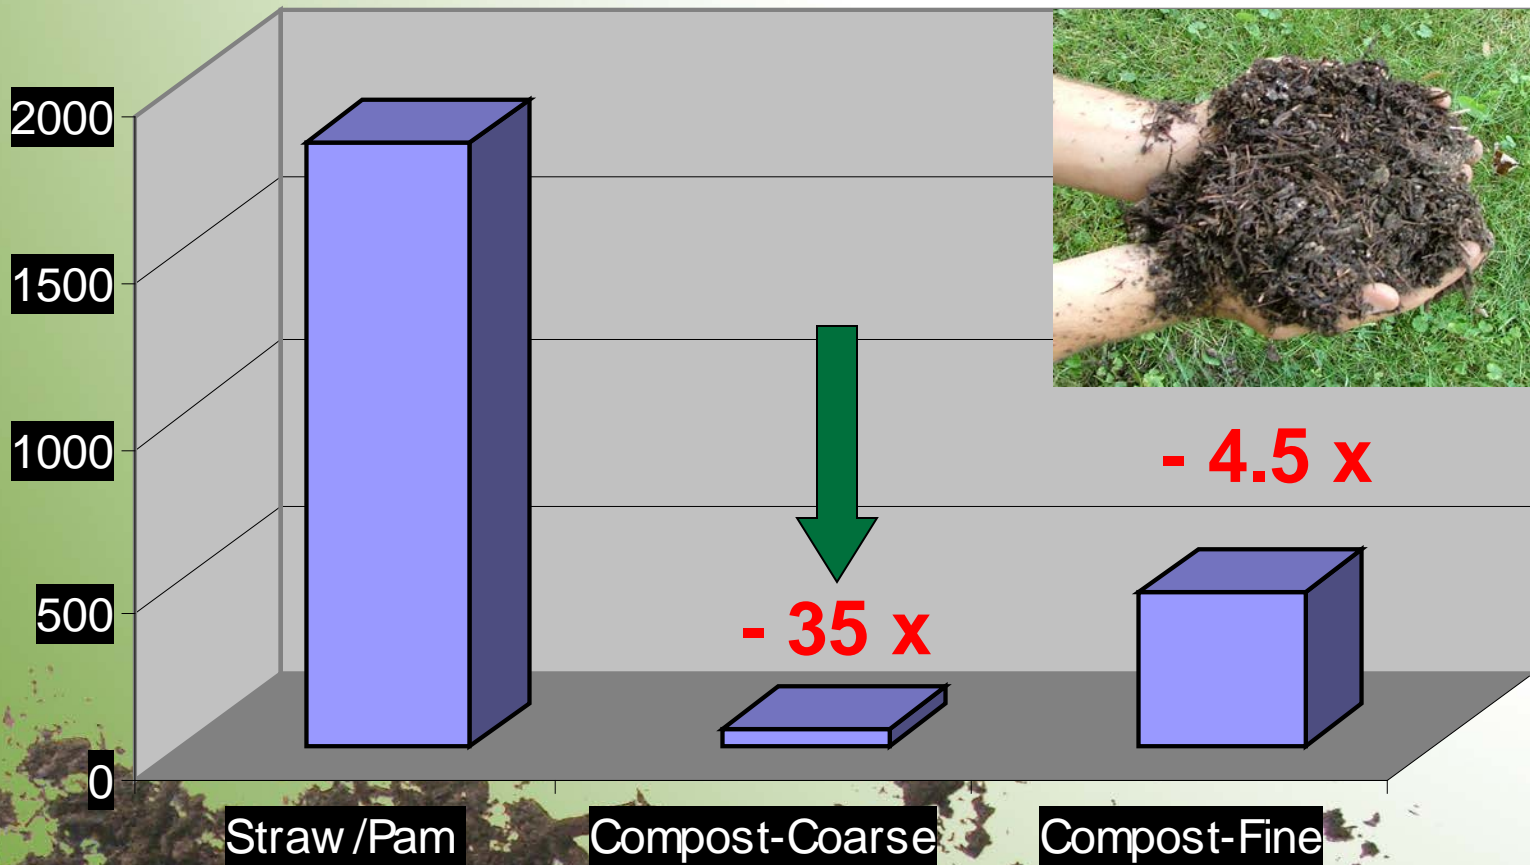 2000
1500
1000
500
0
- 35 x
- 4.5 x
Straw/Pam
Compost-Coarse
Compost-Fine